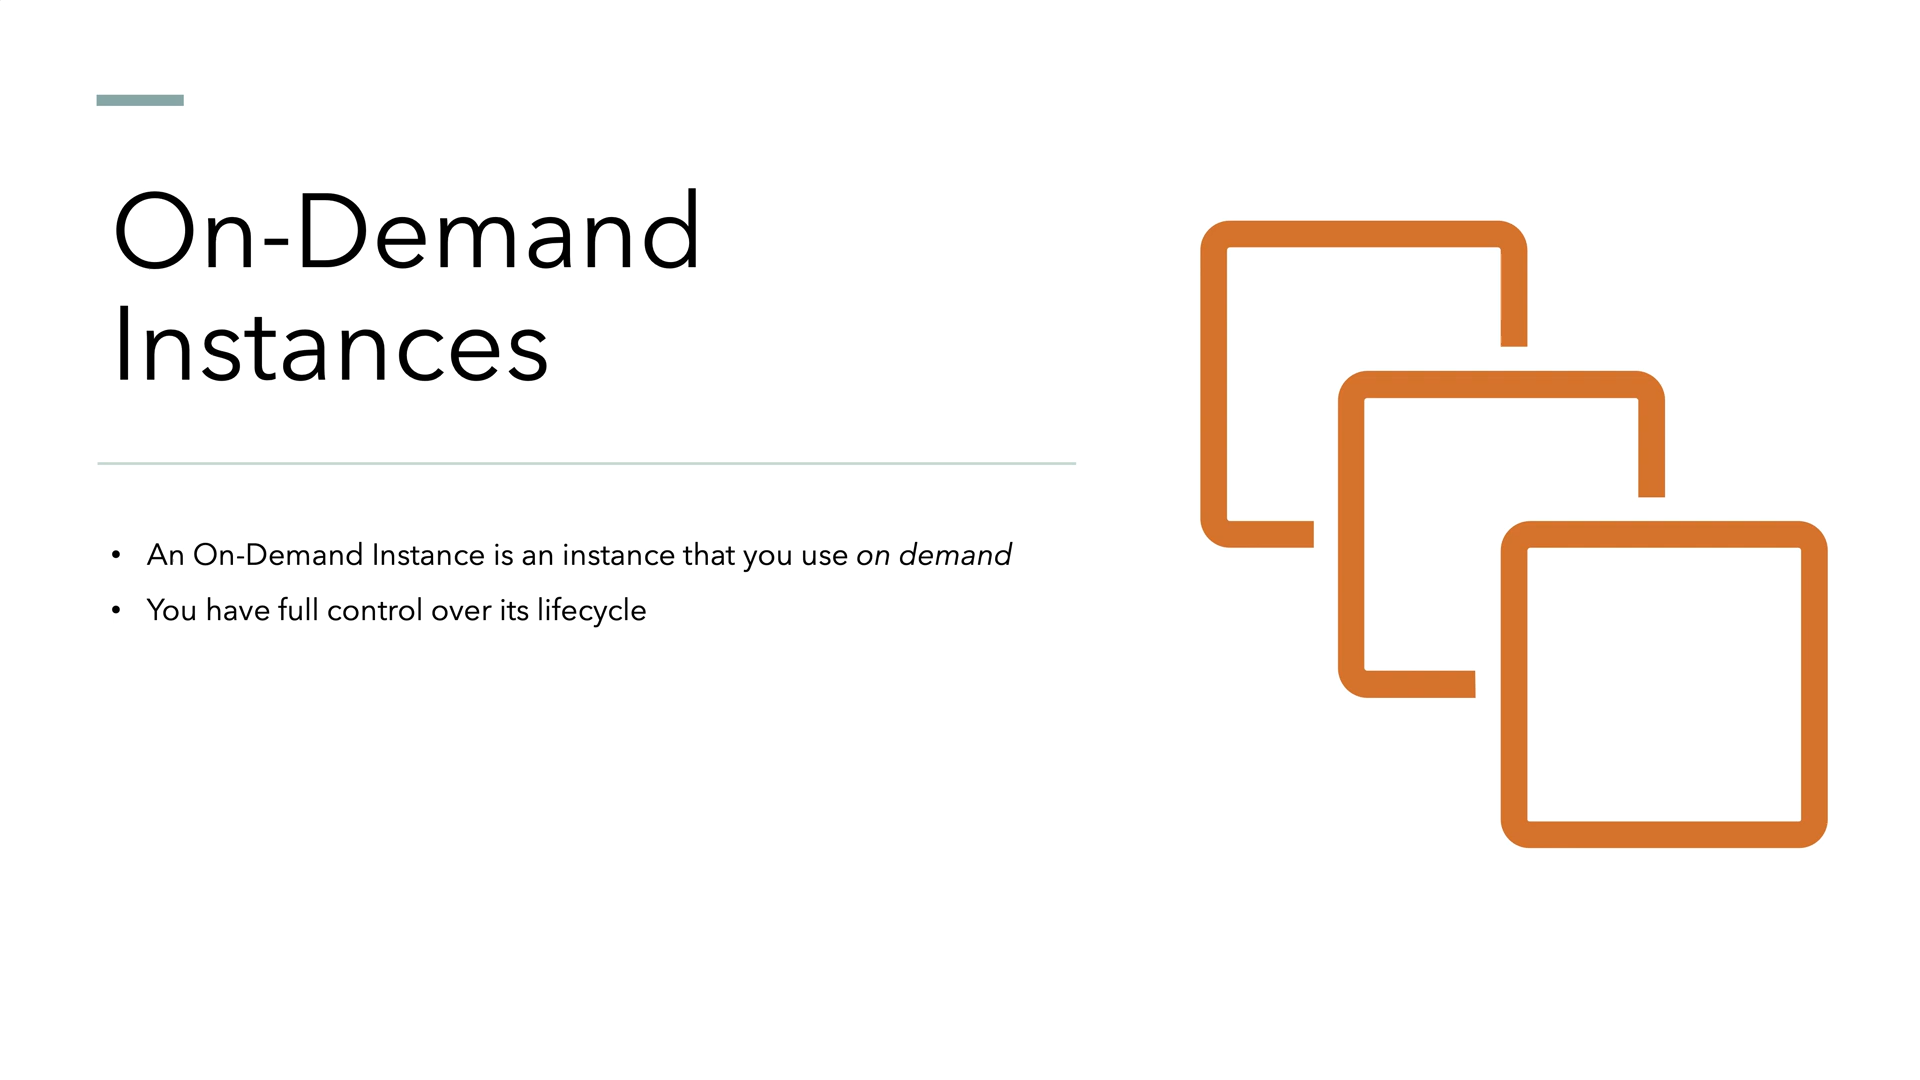 On-Demand
Instances
• An On-Demand Instance is an instance that you use on demand
• You have full control over its lifecycle